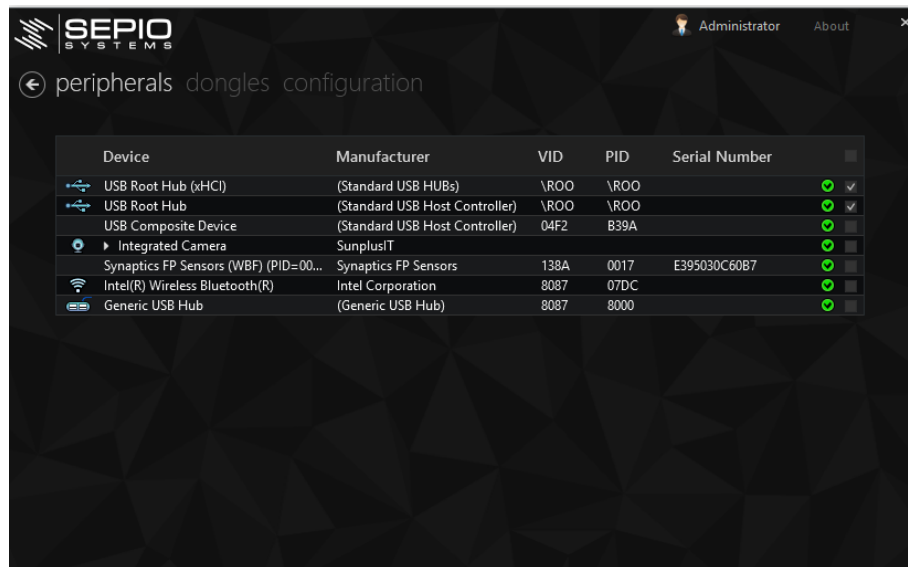 SEPIO
SYSTEMS
Administrator About
peripherals dongles configuration
Device Manufacturer VID PID Serial Number
USB Root Hub (xHCI) (Standard USB HUBs) \ROO \ROO
USB Root Hub (Standard USB Host Controller) \ROO \ROO
USB Composite Device (Standard USB Host Controller) 04F2 B39A
Integrated Camera SunplusIT
Synaptics FP Sensors (WBF) (PID=00... Synaptics FP Sensors 138A 0017 E395030C60B7
Intel(R) Wireless Bluetooth(R) Intel Corporation 8087 07DC
Generic USB Hub (Generic USB Hub) 8087 8000